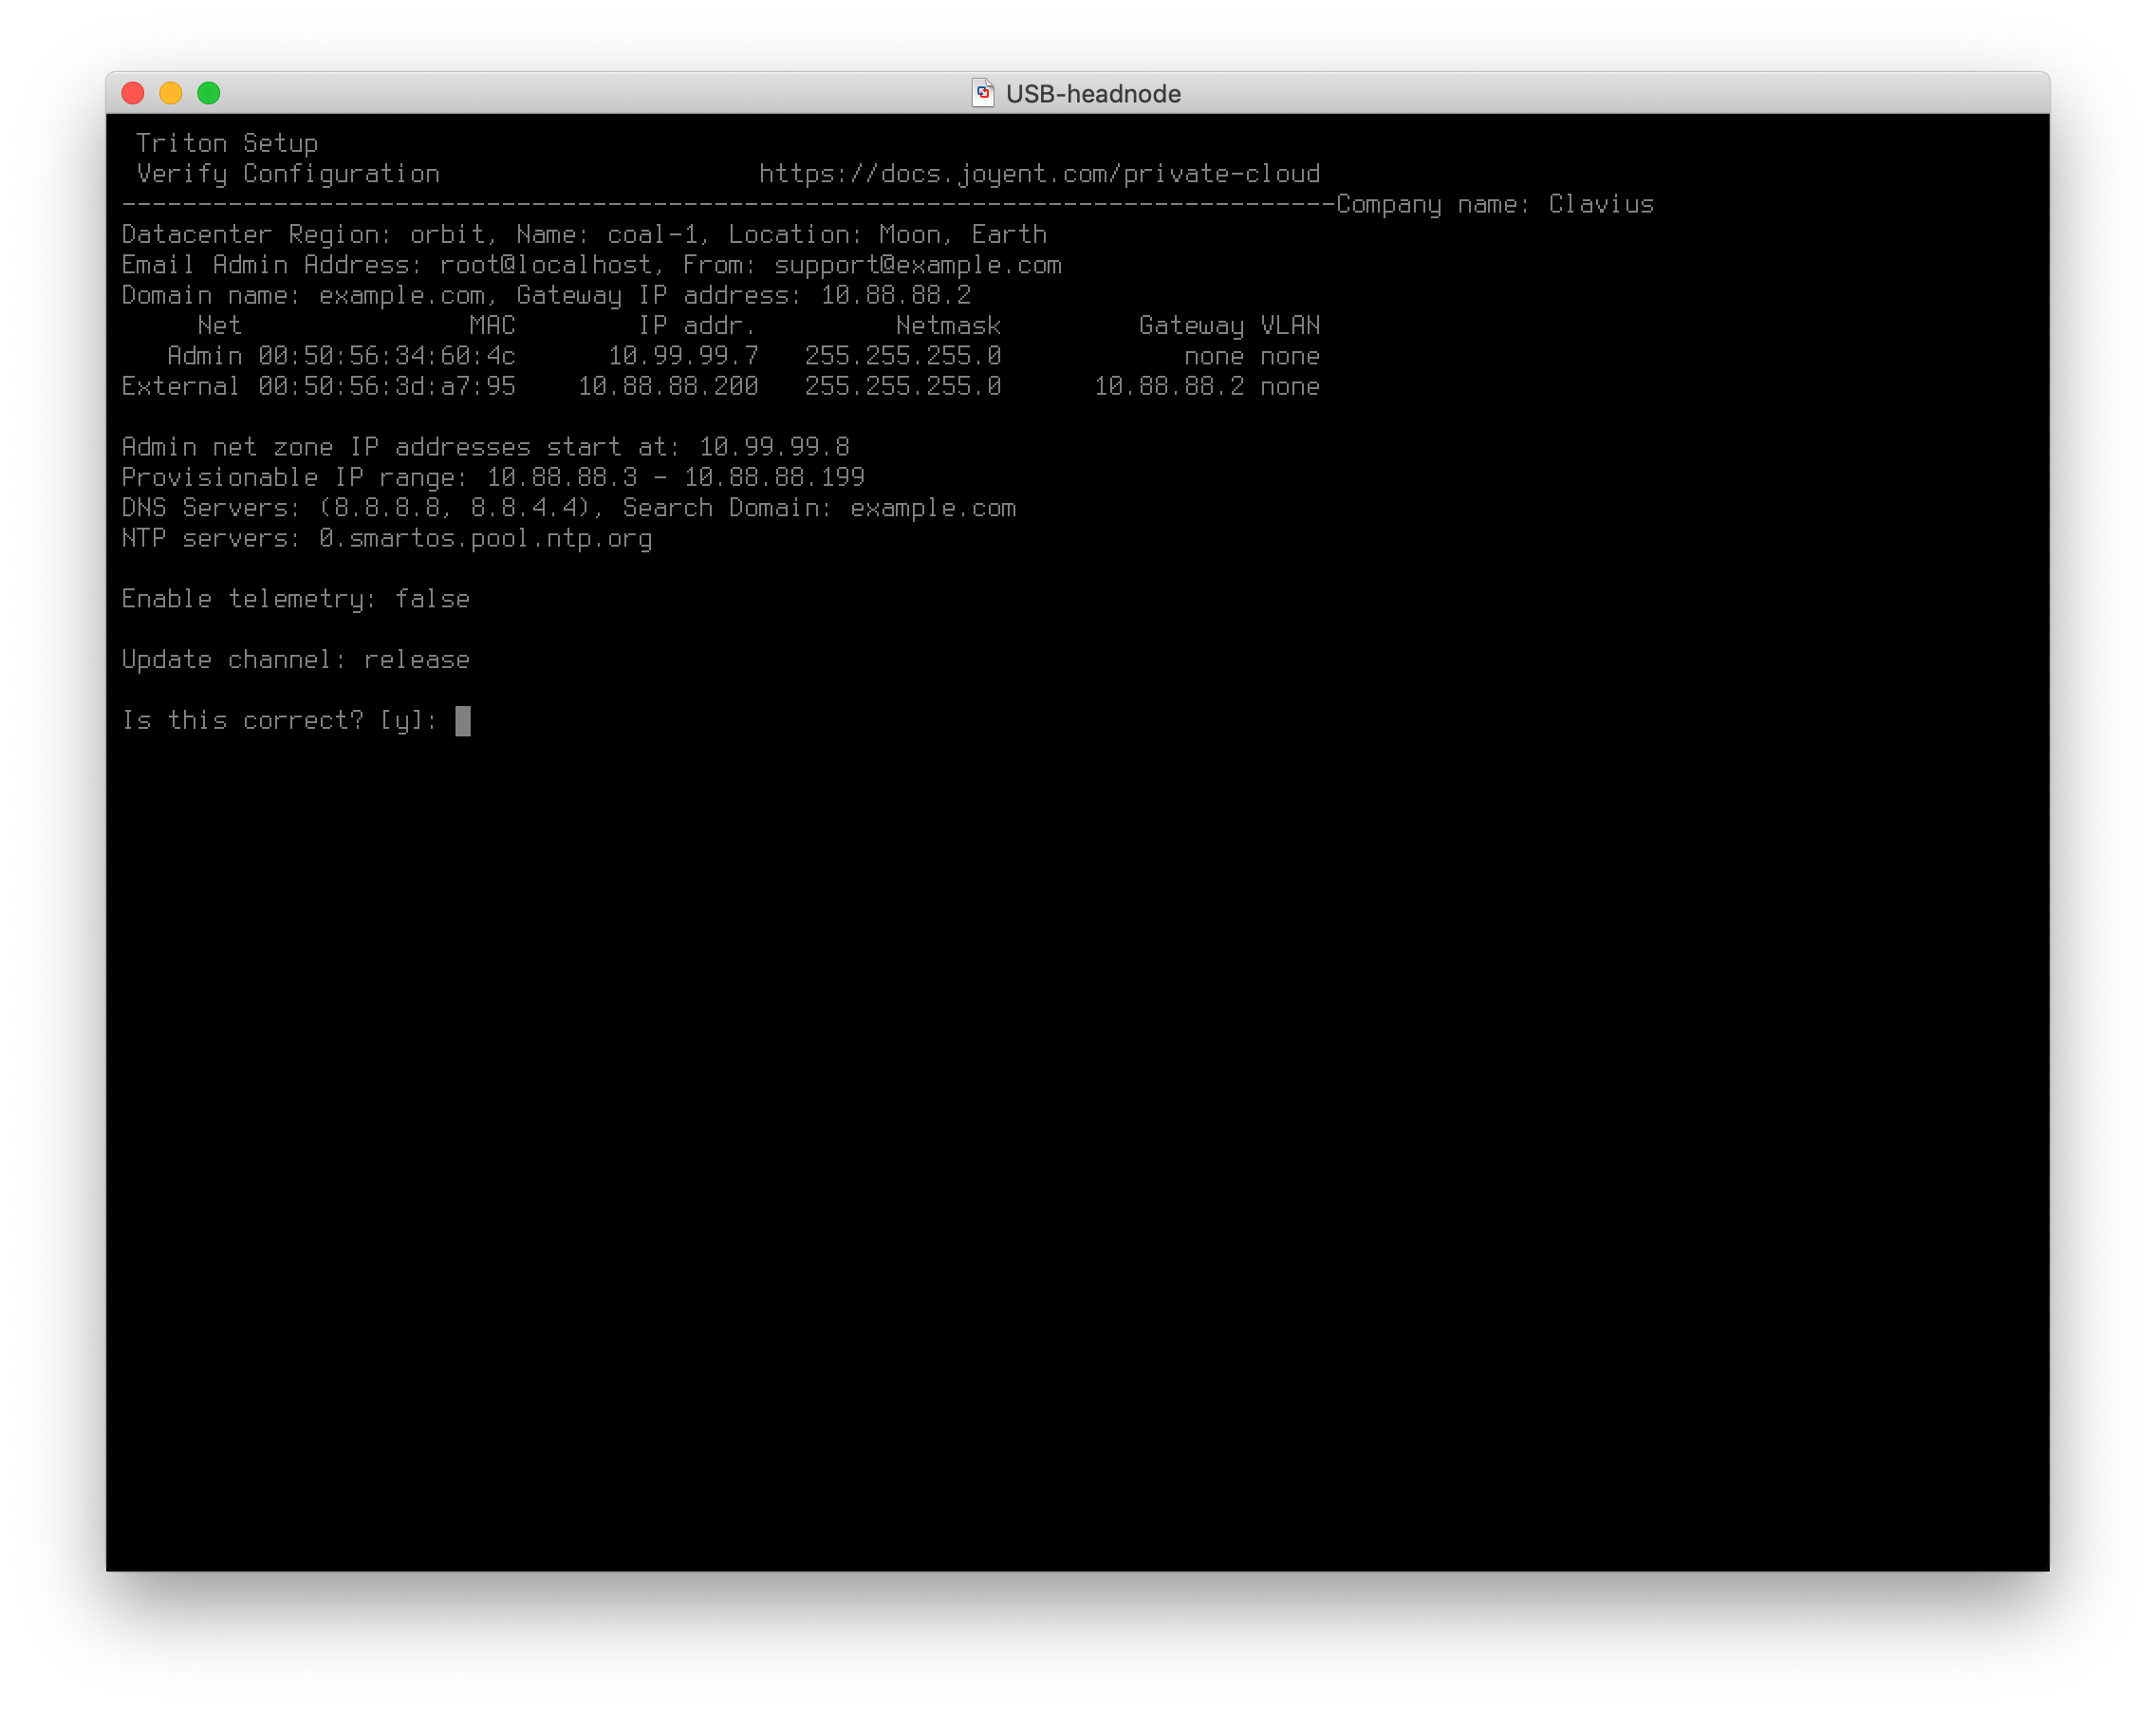 USB-headnode
Triton Setup
Verify Configuration https://docs.joyent.com/private-cloud
--------------------------------------------------------------------------------Company name: Clavius
Datacenter Region: orbit, Name: coal-1, Location: Moon, Earth
Email Admin Address: root@localhost, From: support@example.com
Domain name: example.com, Gateway IP address: 10.88.88.2
Net MAC IP addr. Netmask Gateway VLAN
Admin 00:50:56:34:60:4c 10.99.99.7 255.255.255.0 none none
External 00:50:56:3d:a7:95 10.88.88.200 255.255.255.0 10.88.88.2 none
Admin net zone IP addresses start at: 10.99.99.8
Provisionable IP range: 10.88.88.3 - 10.88.88.199
DNS Servers: (8.8.8.8, 8.8.4.4), Search Domain: example.com
NTP servers: 0.smartos.pool.ntp.org
Enable telemetry: false
Update channel: release
Is this correct? [y]: